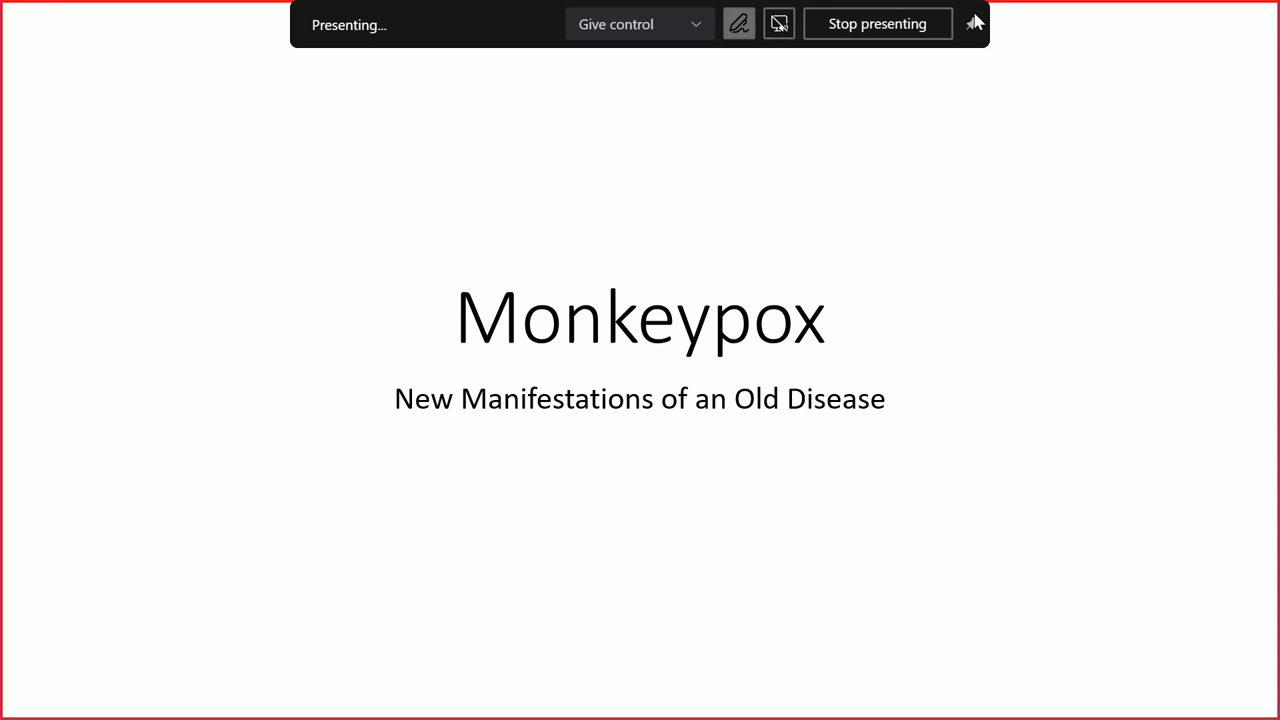 Presenting...
Give control
Stop presenting
Monkeypox
New Manifestations of an Old Disease